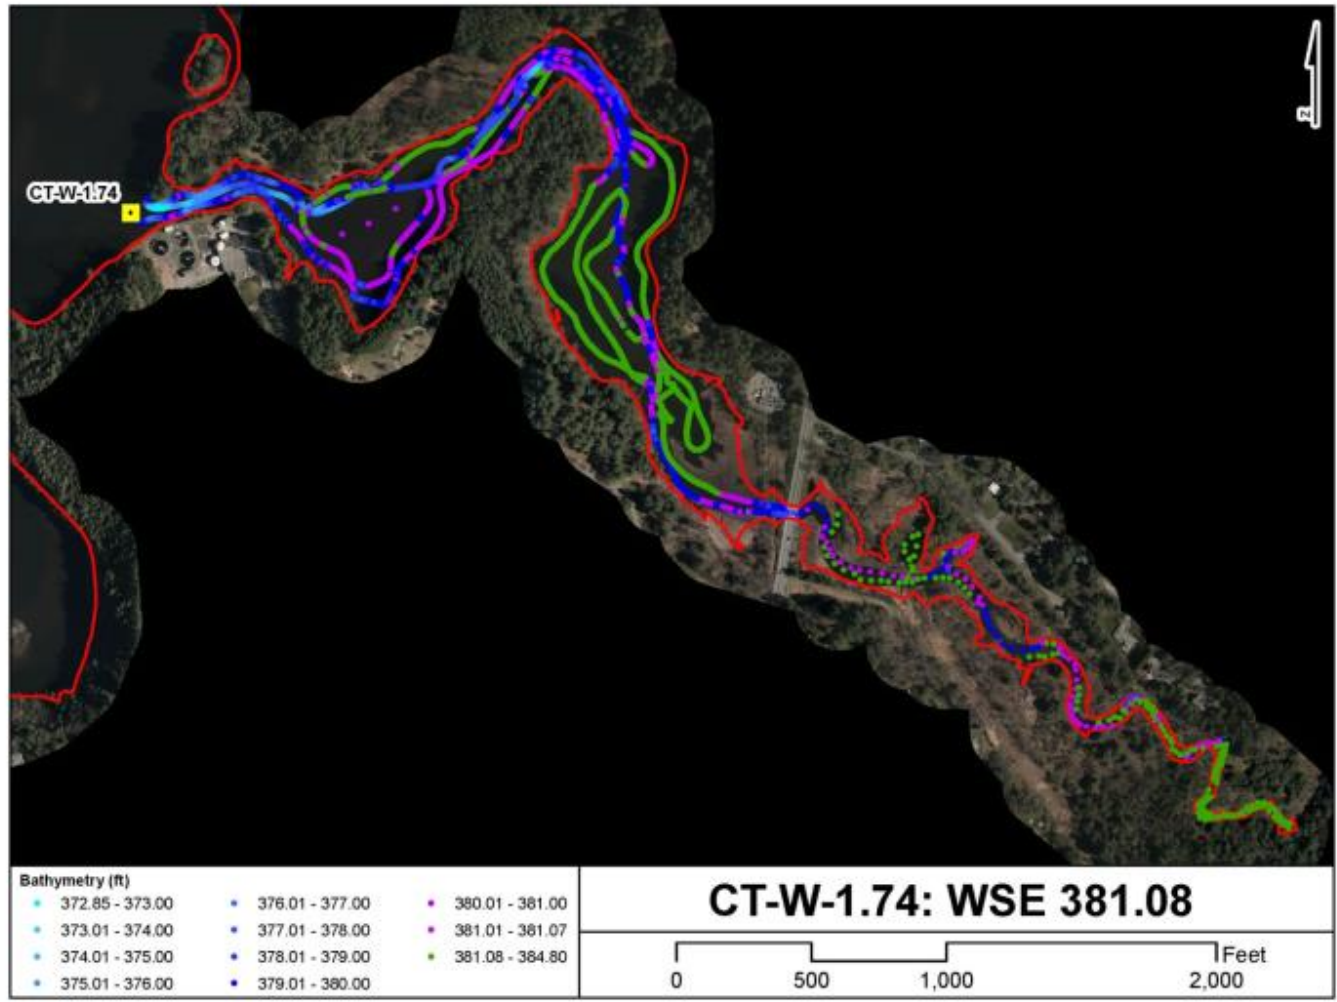 CT-W-1.74
N
Bathymetry (ft)
372.85 - 373.00
373.01 - 374.00
374.01 - 375.00
375.01 - 376.00
376.01 - 377.00
377.01 - 378.00
378.01 - 379.00
379.01 - 380.00
380.01 - 381.00
381.01 - 381.07
381.08 - 384.80
CT-W-1.74: WSE 381.08
Feet
0 500 1,000 2,000